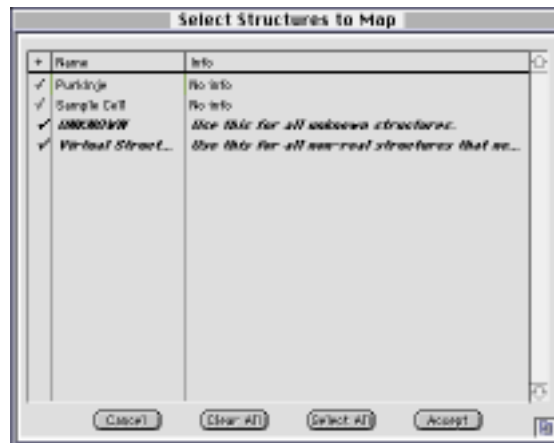 Select Structures to Map
+ Name Info
✓ Purkinje No info
✓ Sample Cell No info
✓ UNKNOWN Use this for all unknown structures.
✓ Virtual Struct... Use this for all non-real structures that ne...
Cancel Clear All Select All Accept